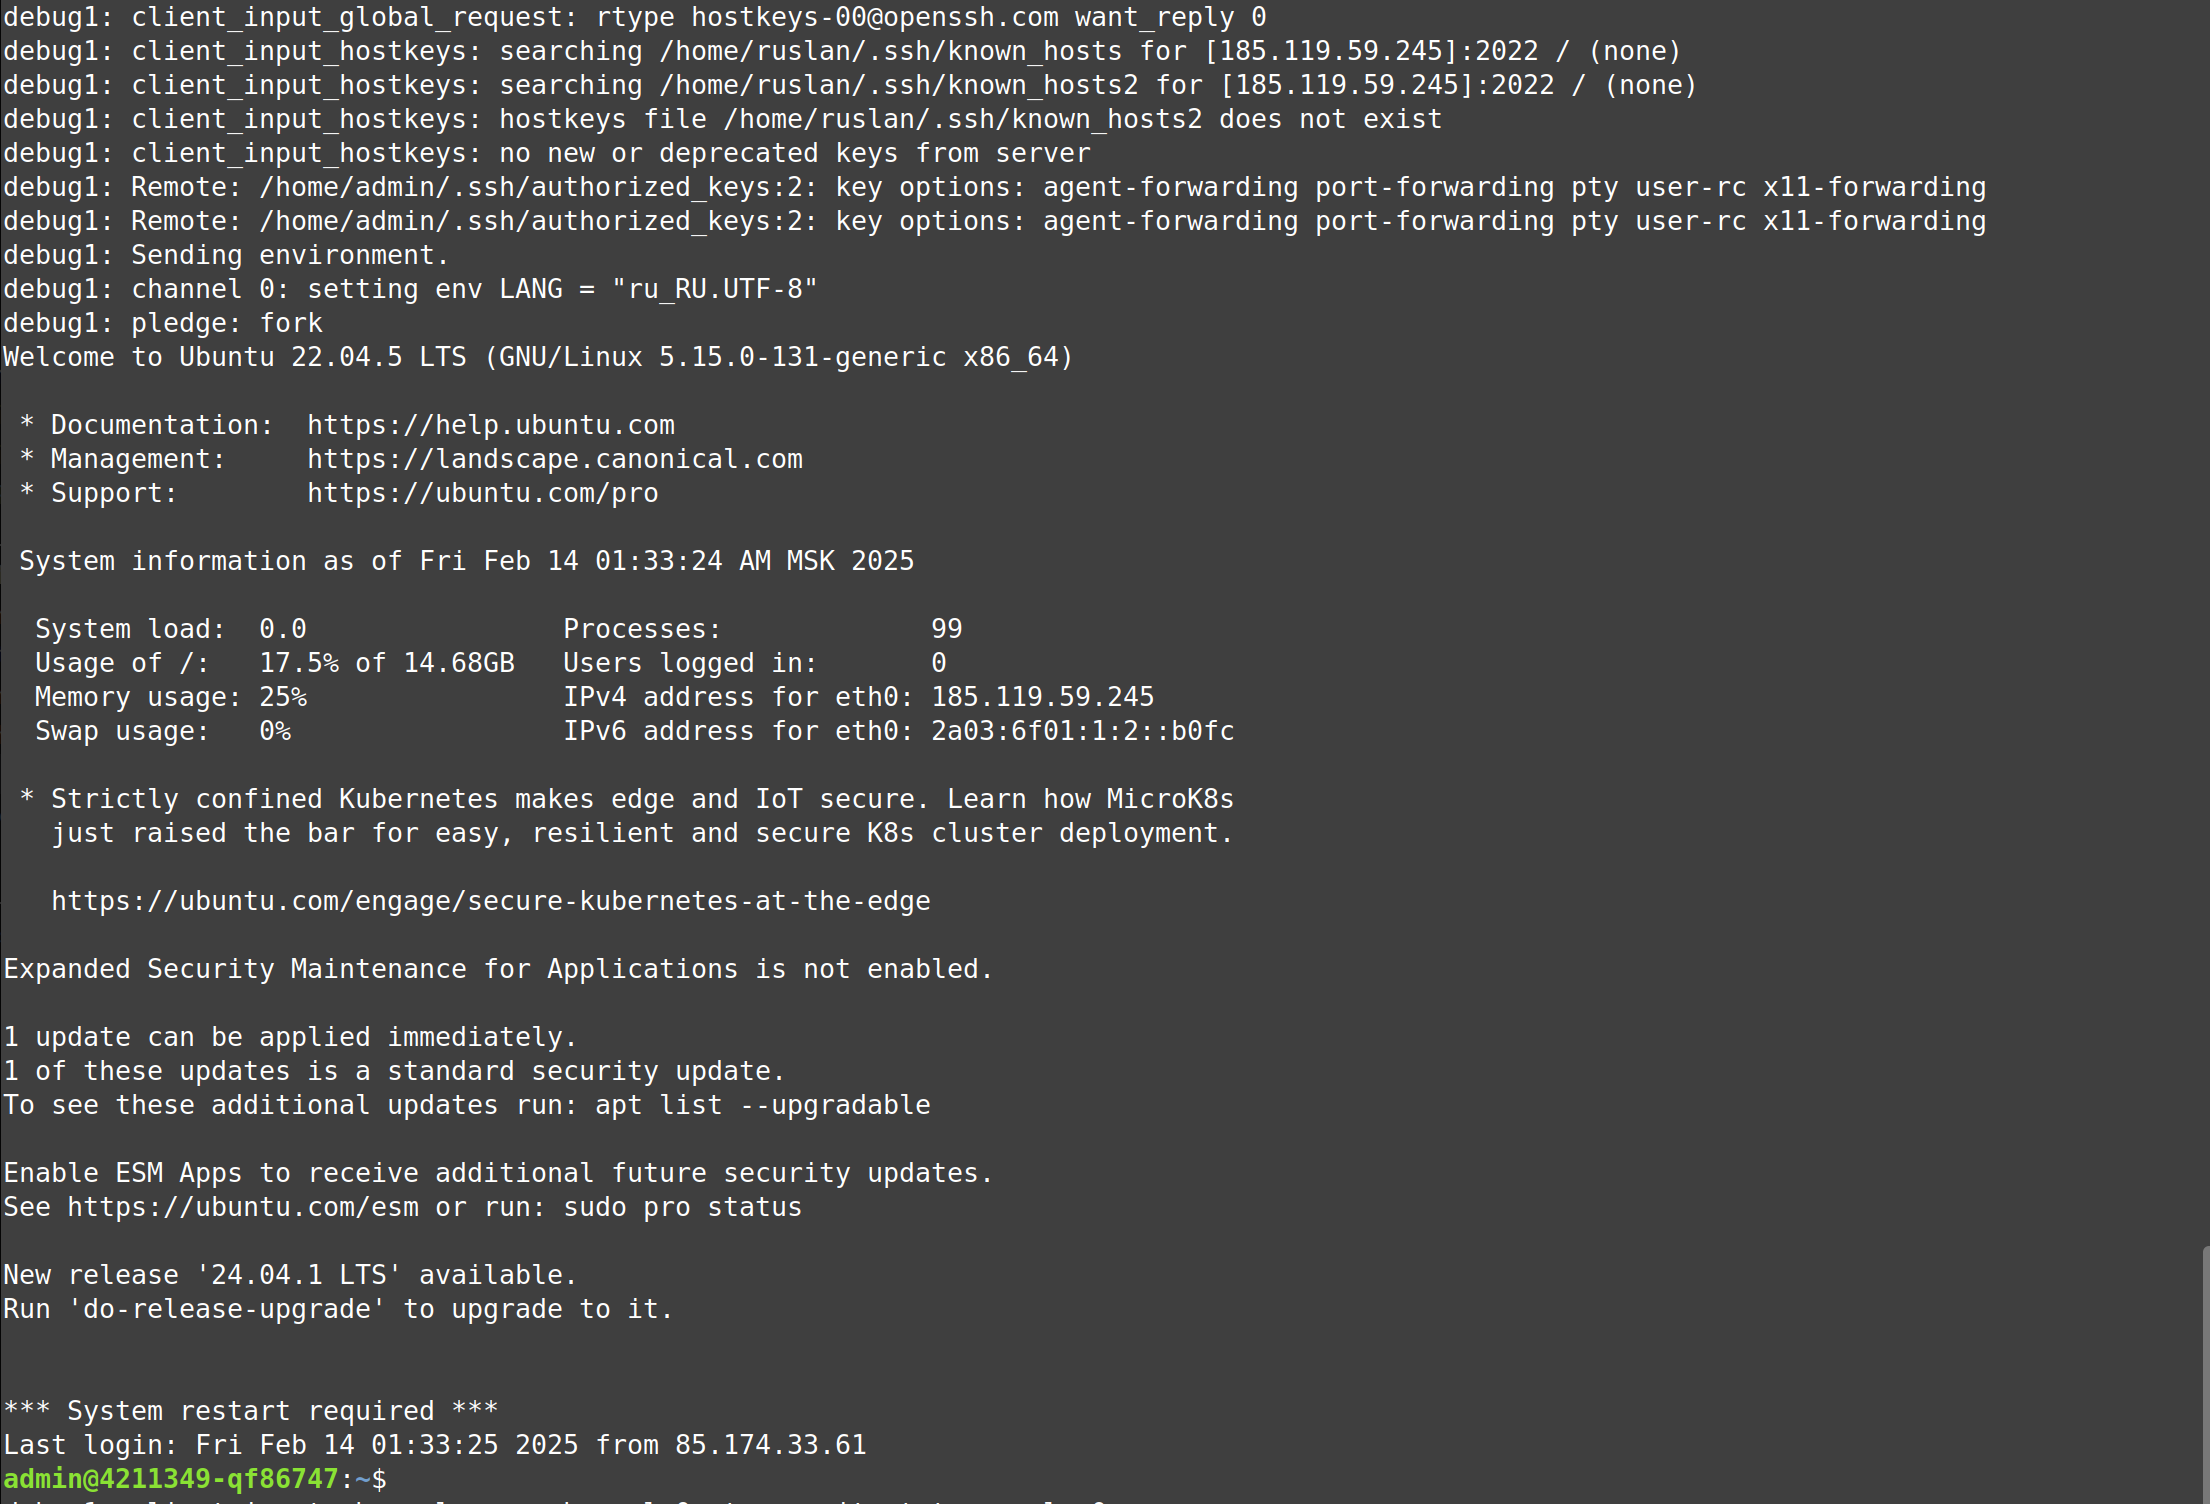 debug1: client_input_global_request: rtype hostkeys-00@openssh.com want_reply 0
debug1: client_input_hostkeys: searching /home/ruslan/.ssh/known_hosts for [185.119.59.245]:2022 / (none)
debug1: client_input_hostkeys: searching /home/ruslan/.ssh/known_hosts2 for [185.119.59.245]:2022 / (none)
debug1: client_input_hostkeys: hostkeys file /home/ruslan/.ssh/known_hosts2 does not exist
debug1: client_input_hostkeys: no new or deprecated keys from server
debug1: Remote: /home/admin/.ssh/authorized_keys:2: key options: agent-forwarding port-forwarding pty user-rc x11-forwarding
debug1: Remote: /home/admin/.ssh/authorized_keys:2: key options: agent-forwarding port-forwarding pty user-rc x11-forwarding
debug1: Sending environment.
debug1: channel 0: setting env LANG = "ru_RU.UTF-8"
debug1: pledge: fork
Welcome to Ubuntu 22.04.5 LTS (GNU/Linux 5.15.0-131-generic x86_64)

 * Documentation:  https://help.ubuntu.com
 * Management:     https://landscape.canonical.com
 * Support:        https://ubuntu.com/pro

 System information as of Fri Feb 14 01:33:24 AM MSK 2025

  System load:  0.0                Processes:             99
  Usage of /:   17.5% of 14.68GB   Users logged in:       0
  Memory usage: 25%                IPv4 address for eth0: 185.119.59.245
  Swap usage:   0%                 IPv6 address for eth0: 2a03:6f01:1:2::b0fc

 * Strictly confined Kubernetes makes edge and IoT secure. Learn how MicroK8s
   just raised the bar for easy, resilient and secure K8s cluster deployment.

   https://ubuntu.com/engage/secure-kubernetes-at-the-edge

Expanded Security Maintenance for Applications is not enabled.

1 update can be applied immediately.
1 of these updates is a standard security update.
To see these additional updates run: apt list --upgradable

Enable ESM Apps to receive additional future security updates.
See https://ubuntu.com/esm or run: sudo pro status

New release '24.04.1 LTS' available.
Run 'do-release-upgrade' to upgrade to it.

*** System restart required ***
Last login: Fri Feb 14 01:33:25 2025 from 85.174.33.61
admin@4211349-qf86747:~$